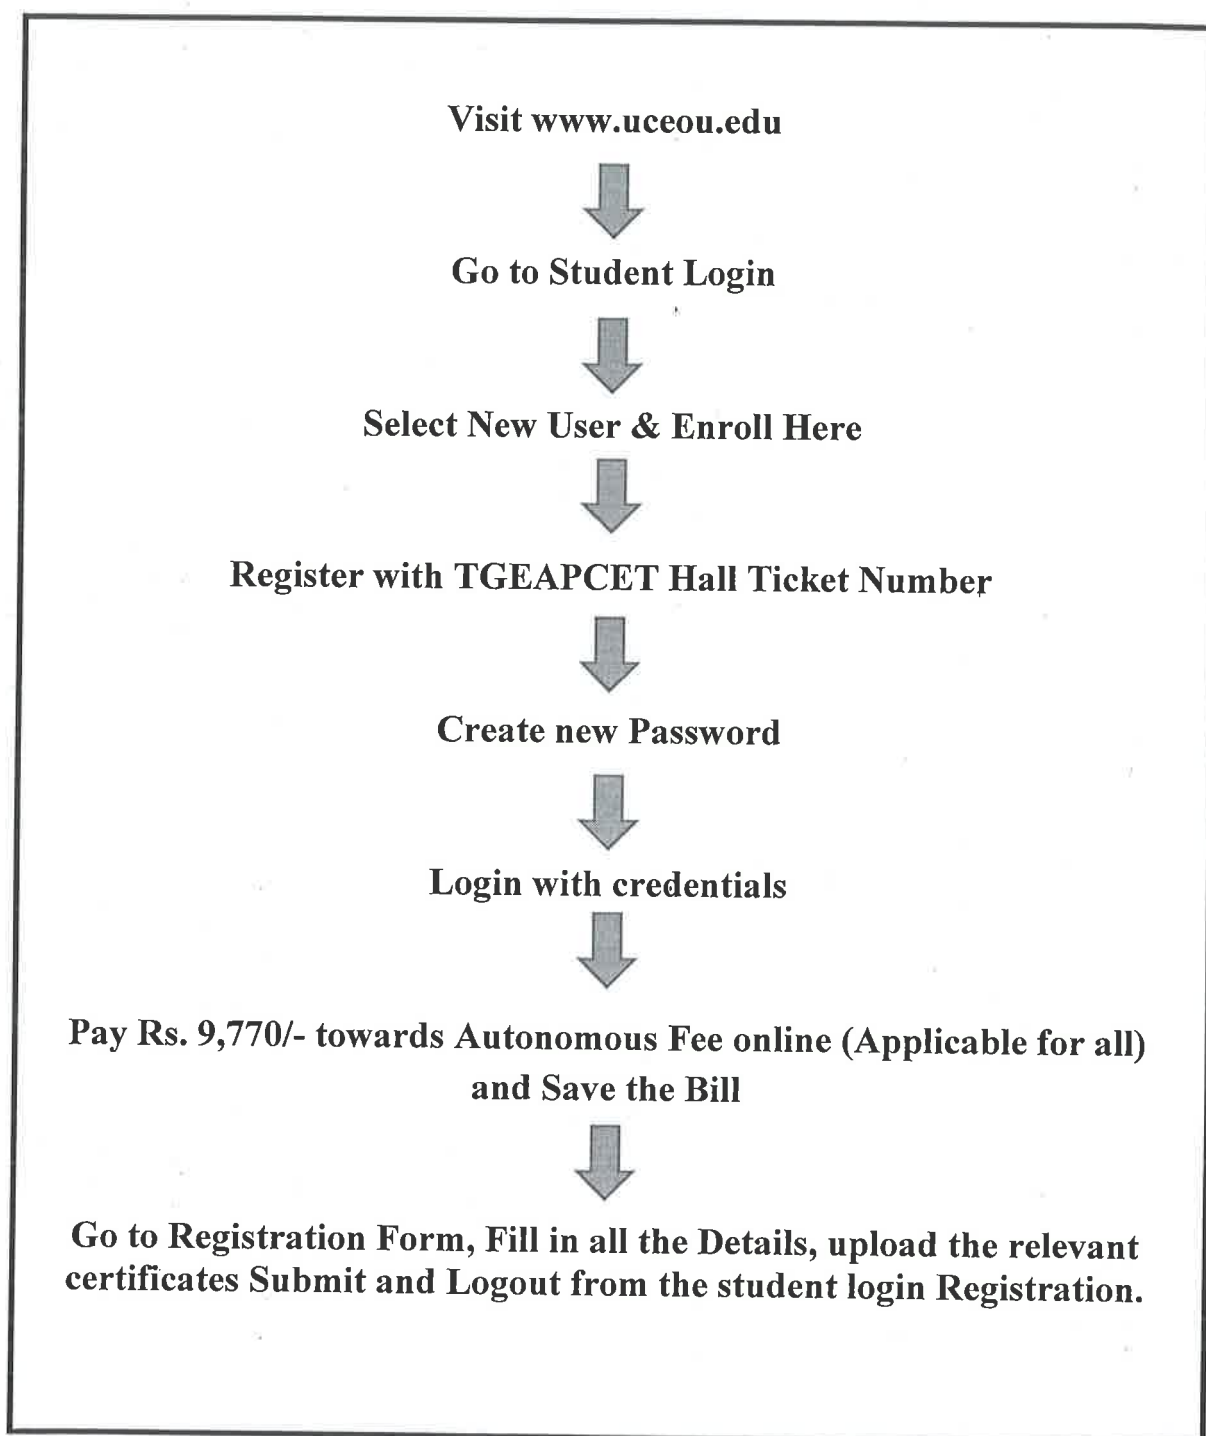 Visit www.uceou.edu
Go to Student Login
Select New User & Enroll Here
Register with TGEAPCET Hall Ticket Number
Create new Password
Login with credentials
Pay Rs. 9,770/- towards Autonomous Fee online (Applicable for all)
and Save the Bill
Go to Registration Form, Fill in all the Details, upload the relevant
certificates Submit and Logout from the student login Registration.